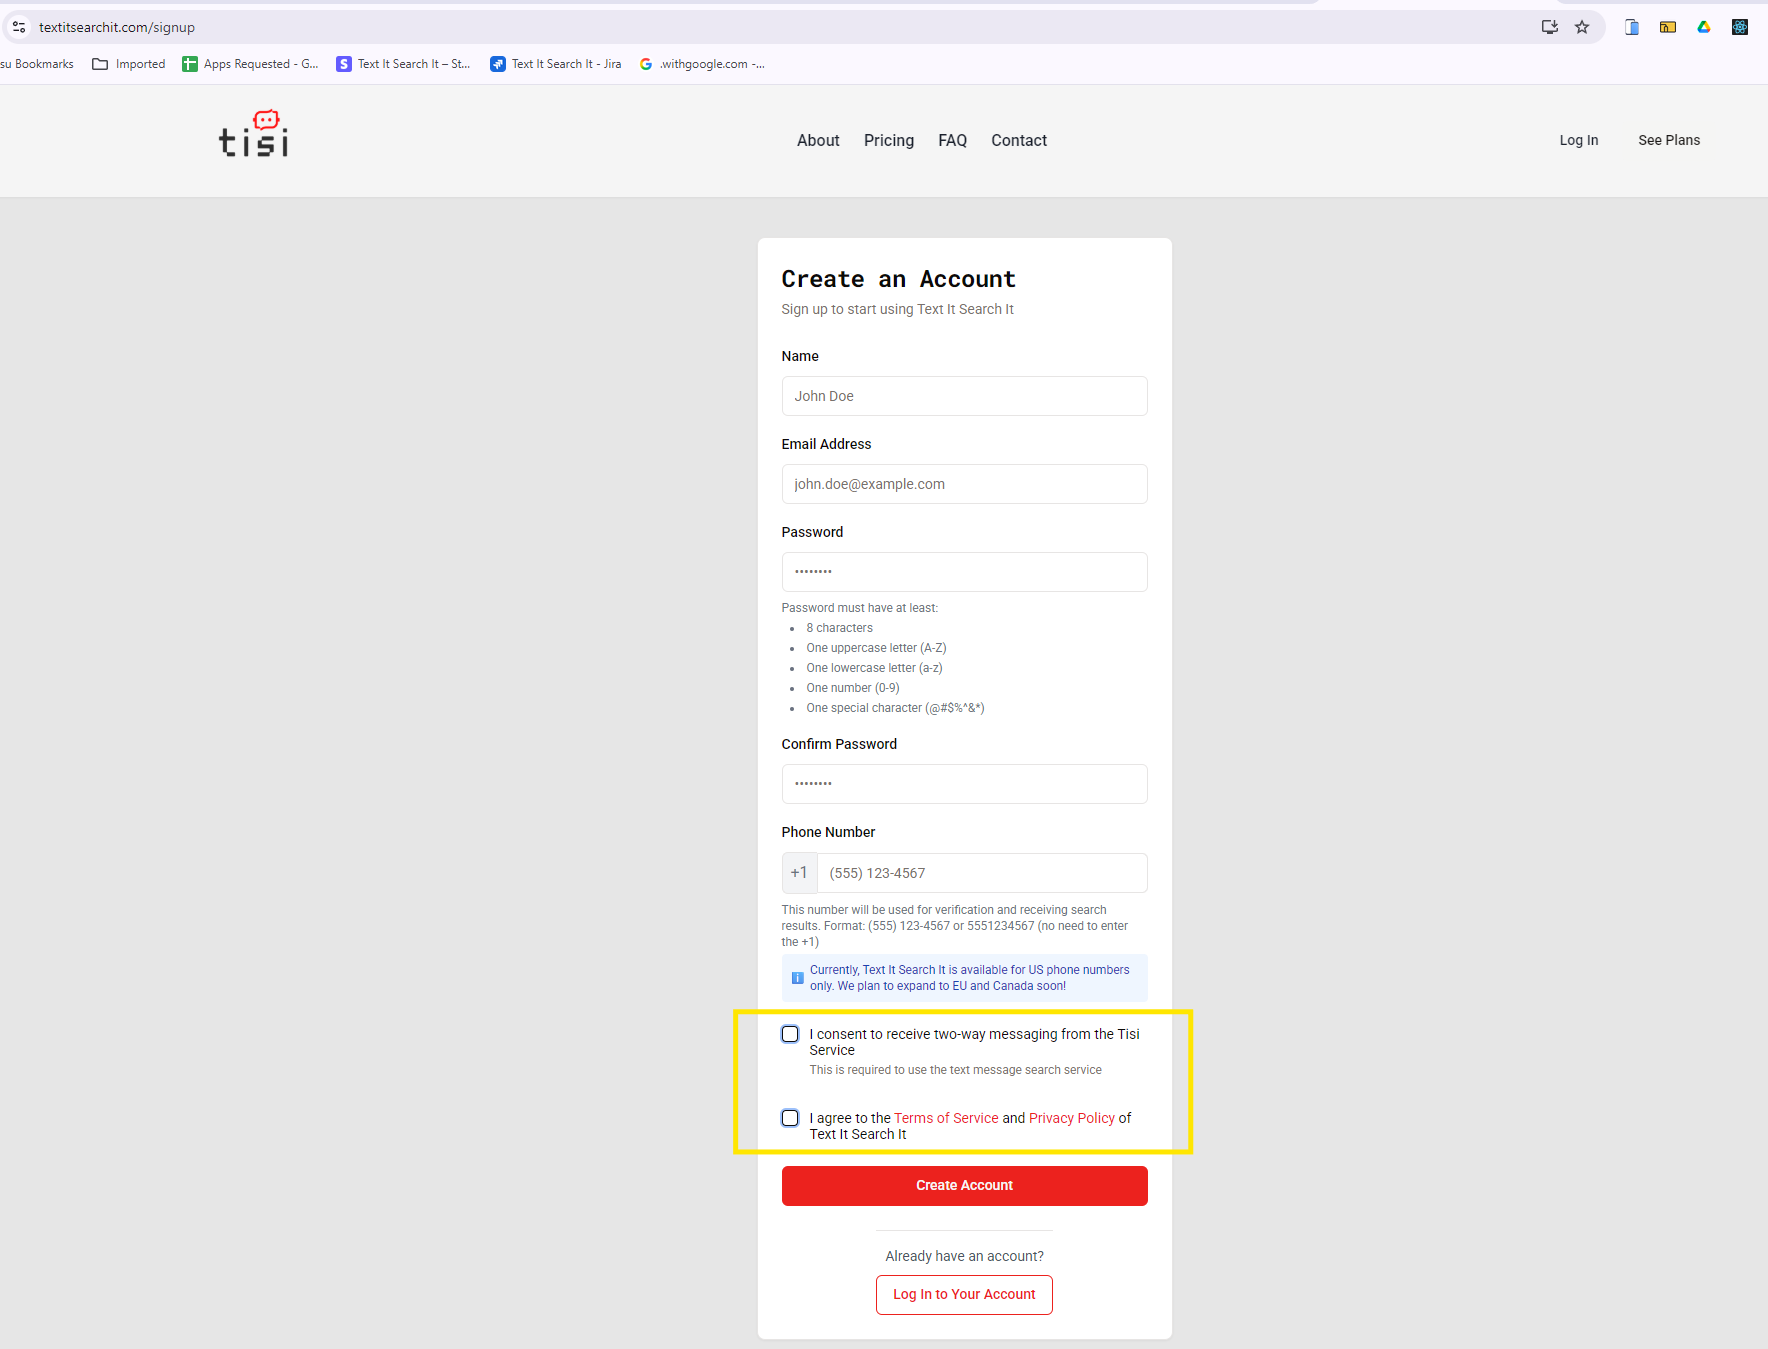 textitsearchit.com/signup
su Bookmarks Imported Apps Requested - G... Text It Search It – St... Text It Search It - Jira .withgoogle.com -...
tisi
About Pricing FAQ Contact
Log In See Plans
Create an Account
Sign up to start using Text It Search It
Name
John Doe
Email Address
john.doe@example.com
Password
••••••••
Password must have at least:
• 8 characters
• One uppercase letter (A-Z)
• One lowercase letter (a-z)
• One number (0-9)
• One special character (@#$%^&*)
Confirm Password
••••••••
Phone Number
+1 (555) 123-4567
This number will be used for verification and receiving search
results. Format: (555) 123-4567 or 5551234567 (no need to enter
the +1)
Currently, Text It Search It is available for US phone numbers
only. We plan to expand to EU and Canada soon!
I consent to receive two-way messaging from the Tisi
Service
This is required to use the text message search service
I agree to the Terms of Service and Privacy Policy of
Text It Search It
Create Account
Already have an account?
Log In to Your Account